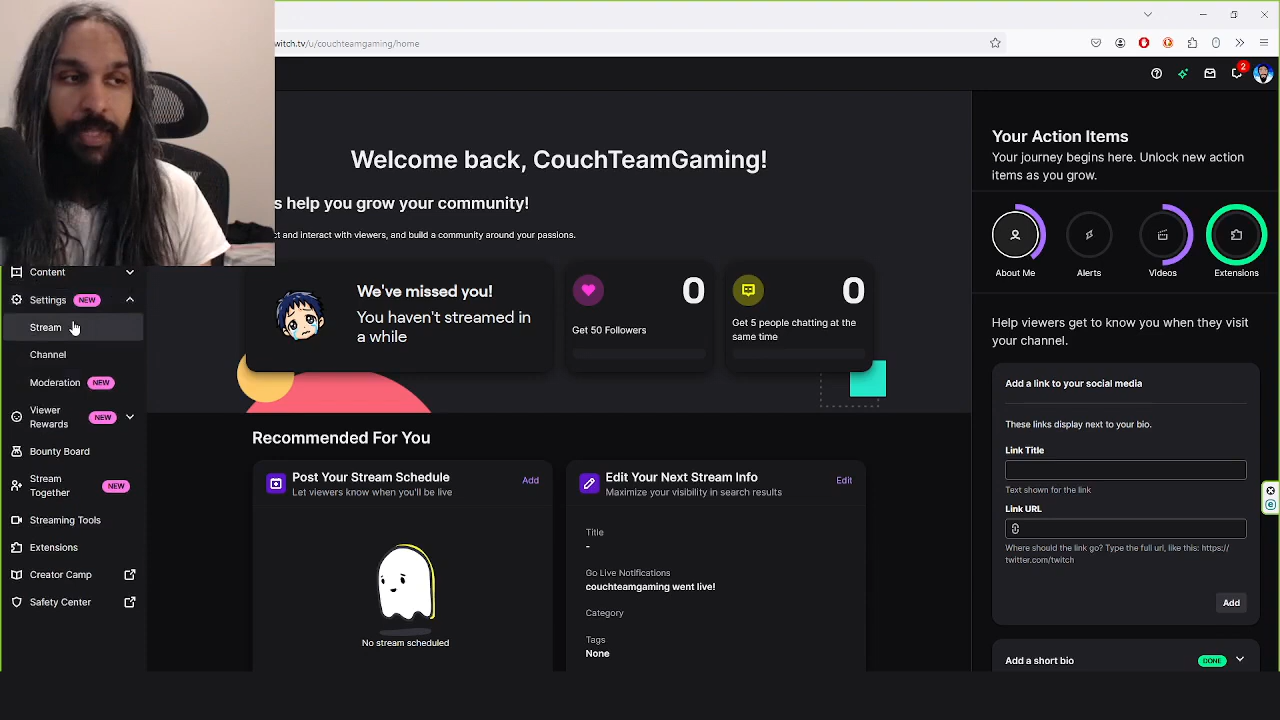 witch.tv/u/couchteamgaming/home
2
Welcome back, CouchTeamGaming!
s help you grow your community!
ct and interact with viewers, and build a community around your passions.
We've missed you!
You haven't streamed in
a while
0
Get 50 Followers
0
Get 5 people chatting at the
same time
Content
Settings NEW
Stream
Channel
Moderation NEW
Viewer
Rewards NEW
Bounty Board
Stream
Together NEW
Streaming Tools
Extensions
Creator Camp
Safety Center
Recommended For You
Post Your Stream Schedule
Let viewers know when you'll be live
Add
No stream scheduled
Edit Your Next Stream Info
Maximize your visibility in search results
Edit
Title
-
Go Live Notifications
couchteamgaming went live!
Category
Tags
None
Your Action Items
Your journey begins here. Unlock new action
items as you grow.
About Me
Alerts
Videos
Extensions
Help viewers get to know you when they visit
your channel.
Add a link to your social media
These links display next to your bio.
Link Title
Text shown for the link
Link URL
Where should the link go? Type the full url, like this: https://
twitter.com/twitch
Add
Add a short bio DONE